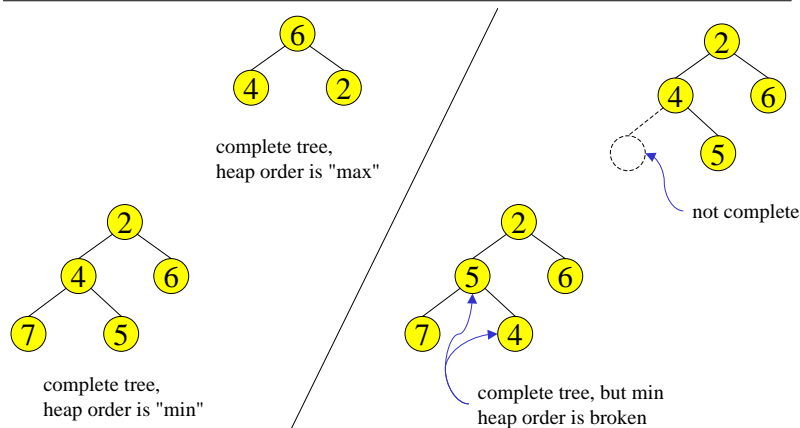 6
4 2
complete tree,
heap order is "max"
2
4 6
7 5
complete tree,
heap order is "min"
2
4 6
5
not complete
2
5 6
7 4
complete tree, but min
heap order is broken